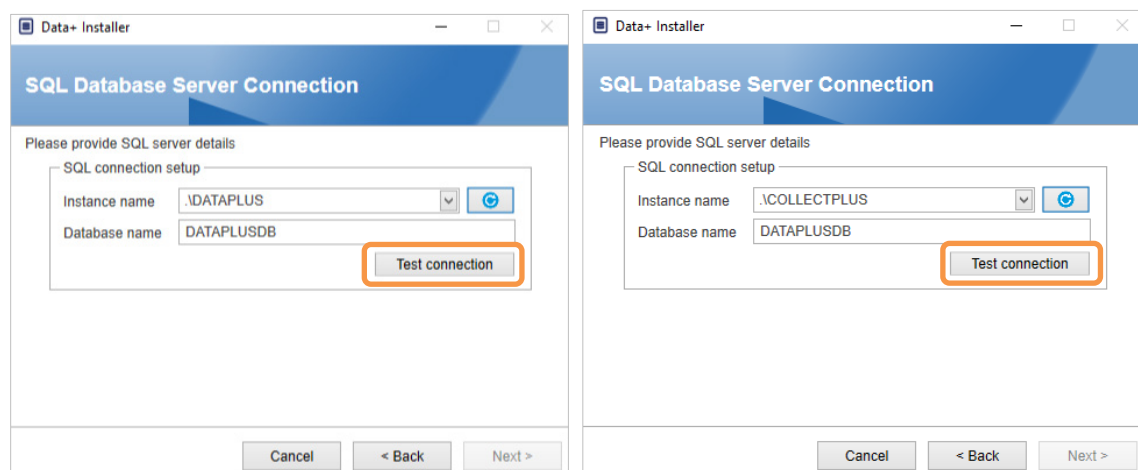 Data+ Installer
SQL Database Server Connection
Please provide SQL server details
SQL connection setup
Instance name .\DATAPLUS
Database name DATAPLUSDB
Test connection
Cancel < Back Next >
Data+ Installer
SQL Database Server Connection
Please provide SQL server details
SQL connection setup
Instance name .\COLLECTPLUS
Database name DATAPLUSDB
Test connection
Cancel < Back Next >